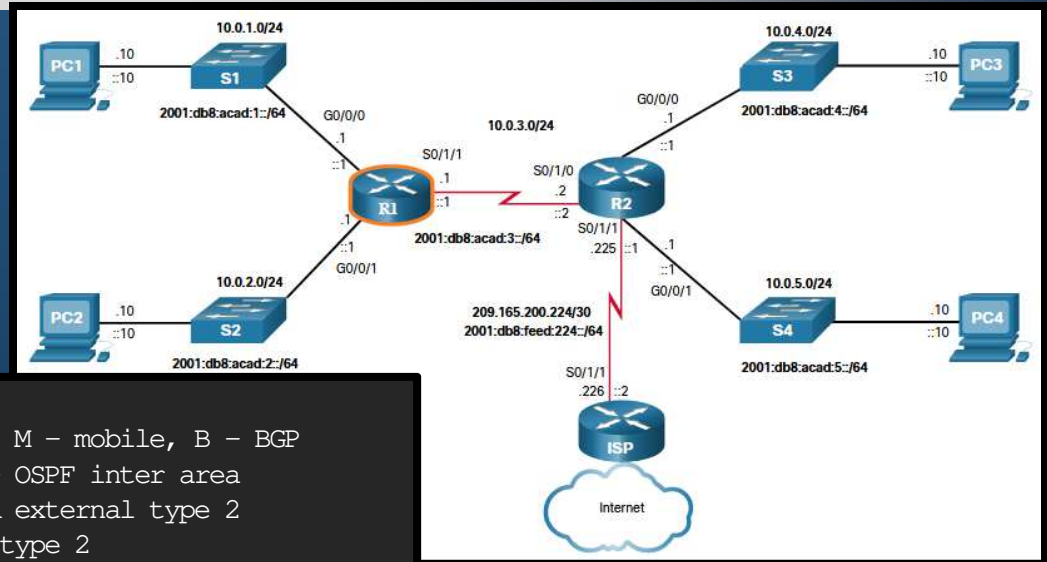 10.0.1.0/24
10.0.4.0/24
PC1
.10
::10
S1
S3
.10
::10
PC3
2001:db8:acad:1::/64
G0/0/0
.1
::1
10.0.3.0/24
G0/0/0
.1
::1
2001:db8:acad:4::/64
S0/1/1
.1
::1
R1
S0/1/0
.2
::2
R2
2001:db8:acad:3::/64
.1
::1
G0/0/1
S0/1/1
.225
::1
.1
::1
G0/0/1
10.0.2.0/24
10.0.5.0/24
PC2
.10
::10
S2
209.165.200.224/30
2001:db8:feed:224::/64
S4
.10
::10
PC4
2001:db8:acad:2::/64
2001:db8:acad:5::/64
S0/1/1
.226
::2
ISP
Internet
M - mobile, B - BGP
OSPF inter area
external type 2
type 2